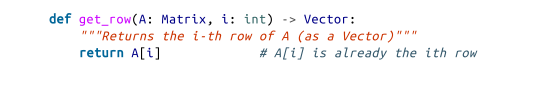 def get_row(A: Matrix, i: int) -> Vector:
    """Returns the i-th row of A (as a Vector)"""
    return A[i]             # A[i] is already the ith row